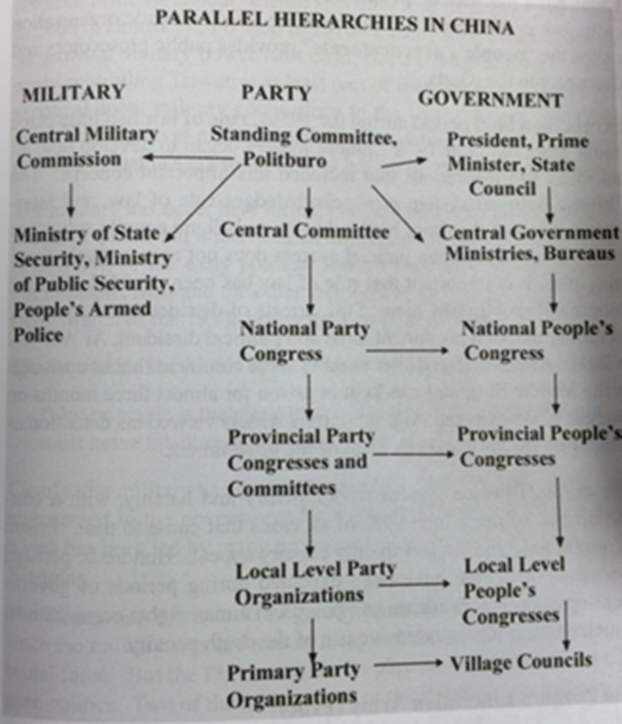 PARALLEL HIERARCHIES IN CHINA
MILITARY
Central Military
Commission
Ministry of State
Security, Ministry
of Public Security,
People's Armed
Police
PARTY
Standing Committee,
Politburo
Central Committee
National Party
Congress
Provincial Party
Congresses and
Committees
Local Level Party
Organizations
Primary Party
Organizations
GOVERNMENT
President, Prime
Minister, State
Council
Central Government
Ministries, Bureaus
National People's
Congress
Provincial People's
Congresses
Local Level
People's
Congresses
Village Councils